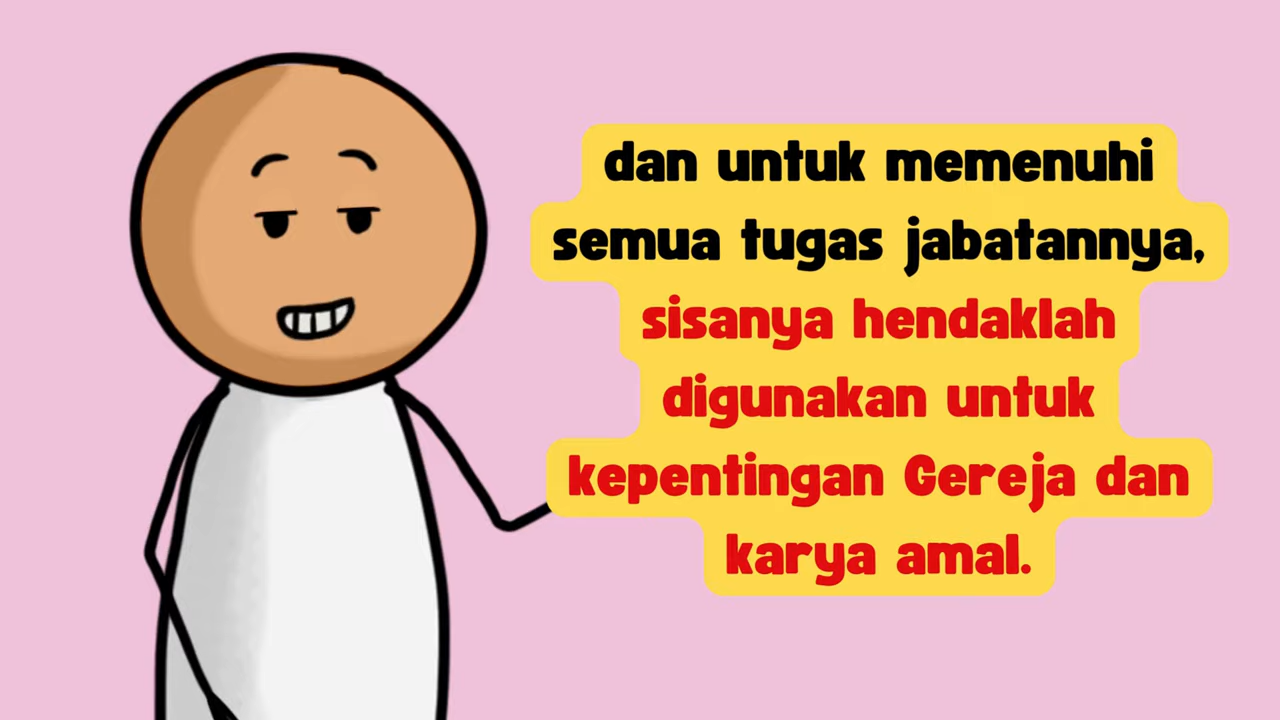 dan untuk memenuhi
semua tugas jabatannya,
sisanya hendaklah
digunakan untuk
kepentingan Gereja dan
karya amal.